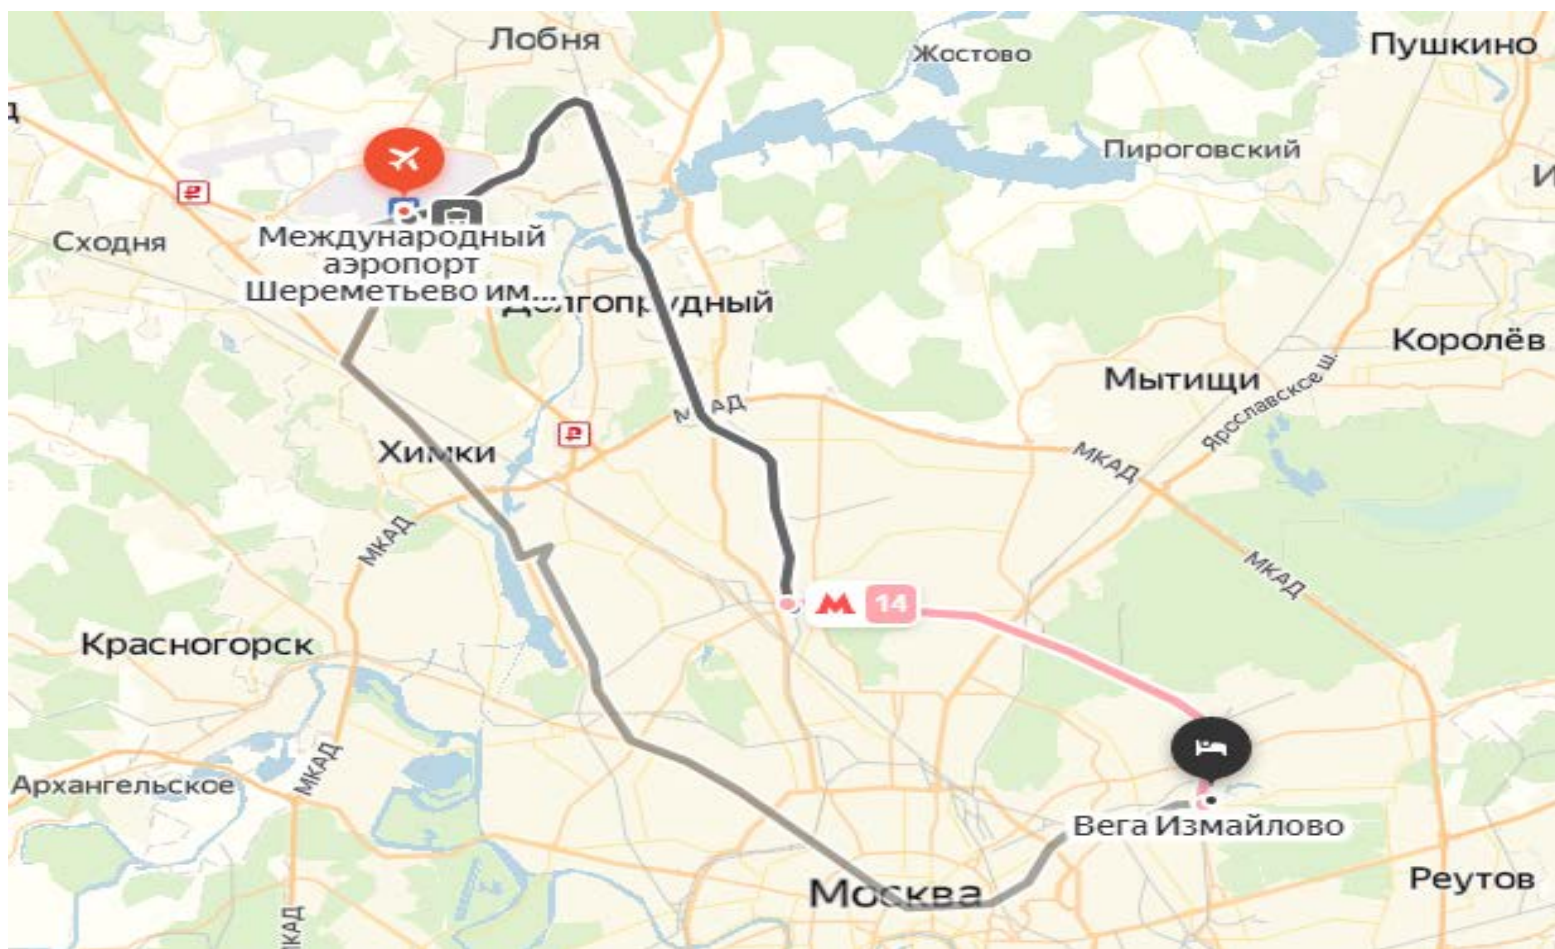 Лобня
Жостово
Пушкино
Пироговский
Сходня
Международный
аэропорт
Шереметьево им...
Долгопрудный
Королёв
Мытищи
Ярославское ш.
МКАД
Химки
МКАД
МКАД
МКАД
14
Красногорск
Архангельское
МКАД
Вега Измайлово
Москва
Реутов